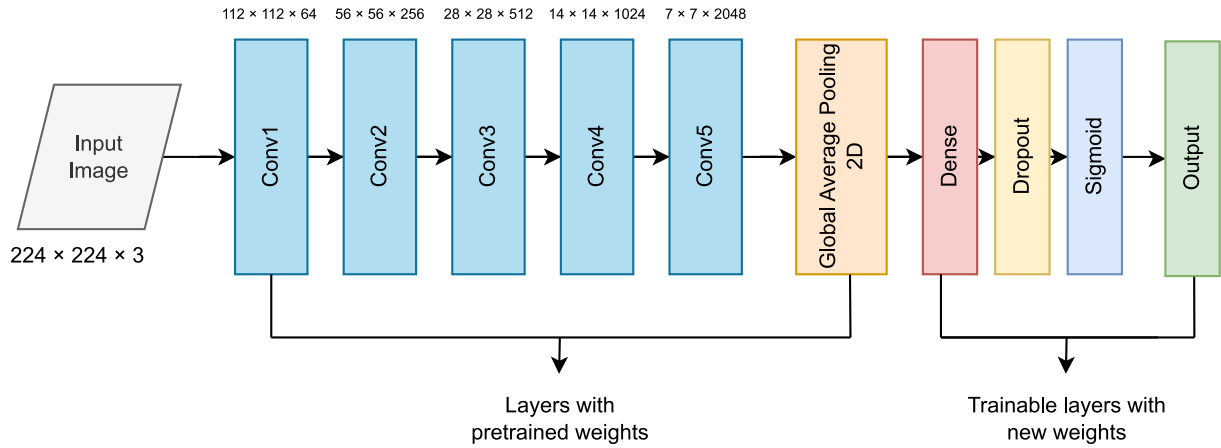 112 × 112 × 64
56 × 56 × 256
28 × 28 × 512
14 × 14 × 1024
7 × 7 × 2048
Input
Image
224 × 224 × 3
Conv1
Conv2
Conv3
Conv4
Conv5
Global Average Pooling
2D
Dense
Dropout
Sigmoid
Output
Layers with
pretrained weights
Trainable layers with
new weights